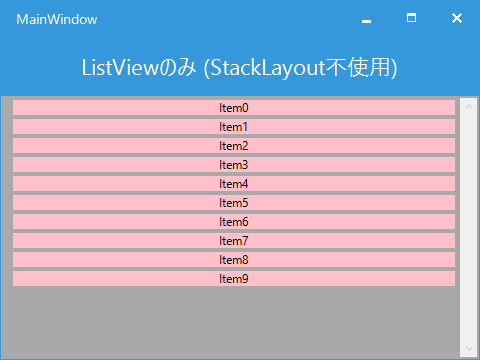 MainWindow
ListViewのみ (StackLayout不使用)
Item0
Item1
Item2
Item3
Item4
Item5
Item6
Item7
Item8
Item9